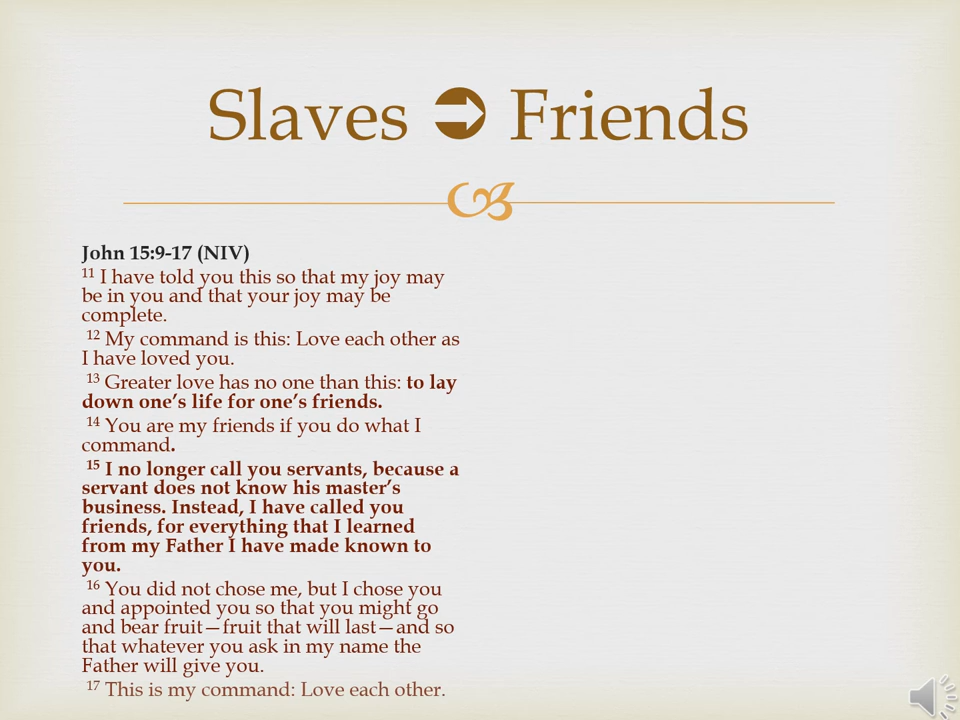 Slaves ➲ Friends
John 15:9-17 (NIV)
11 I have told you this so that my joy may
be in you and that your joy may be
complete.
12 My command is this: Love each other as
I have loved you.
13 Greater love has no one than this: to lay
down one’s life for one’s friends.
14 You are my friends if you do what I
command.
15 I no longer call you servants, because a
servant does not know his master’s
business. Instead, I have called you
friends, for everything that I learned
from my Father I have made known to
you.
16 You did not chose me, but I chose you
and appointed you so that you might go
and bear fruit—fruit that will last—and so
that whatever you ask in my name the
Father will give you.
17 This is my command: Love each other.